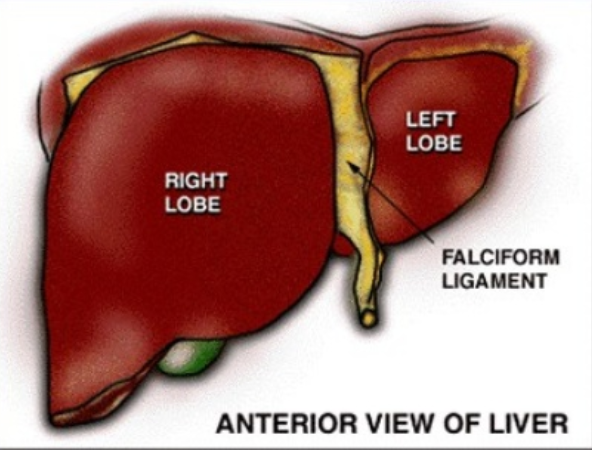 LEFT
LOBE
RIGHT
LOBE
FALCIFORM
LIGAMENT
ANTERIOR VIEW OF LIVER